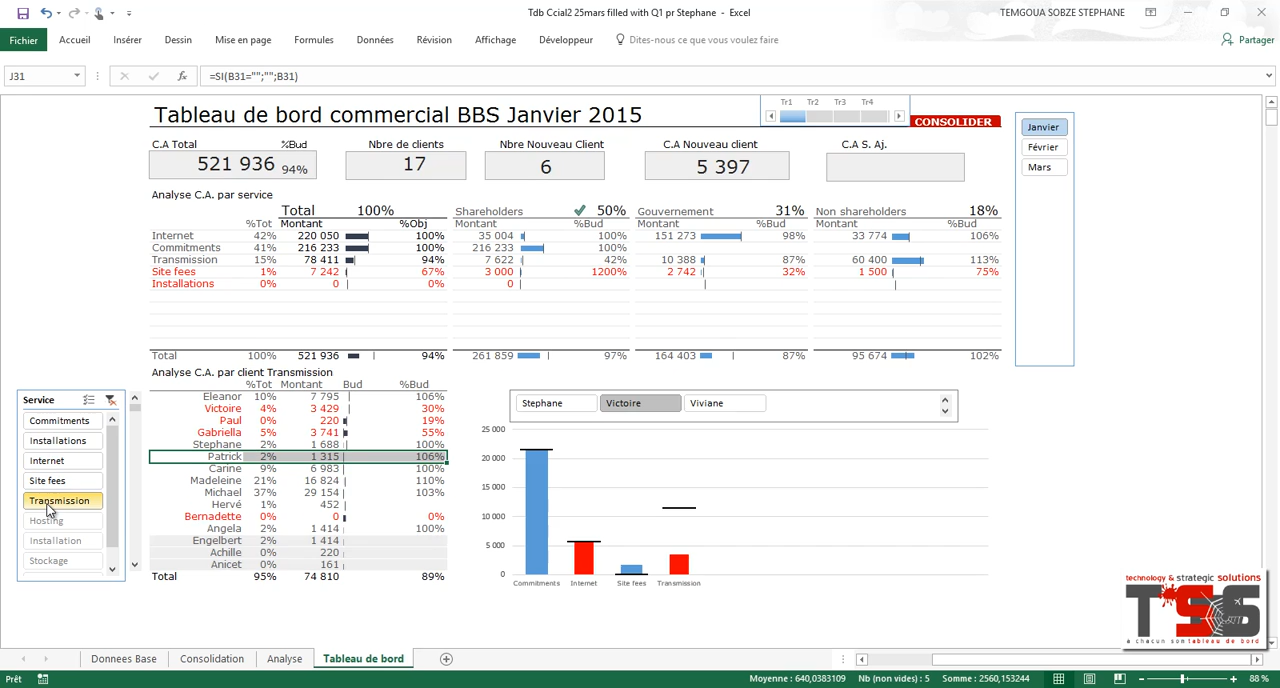 Tdb Ccial2 25mars filled with Q1 pr Stephane - Excel
TEMGOUA SOBZE STEPHANE
Fichier Accueil Insérer Dessin Mise en page Formules Données Révision Affichage Développeur Dites-nous ce que vous voulez faire Partager
J31 fx =SI(B31="";"";B31)
Tableau de bord commercial BBS Janvier 2015
Tr1 Tr2 Tr3 Tr4
CONSOLIDER
Janvier
Février
Mars
C.A Total %Bud Nbre de clients Nbre Nouveau Client C.A Nouveau client C.A S. Aj.
521 936 94% 17 6 5 397
Analyse C.A. par service
Total 100% Shareholders 50% Gouvernement 31% Non shareholders 18%
%Tot Montant %Obj Montant %Bud Montant %Bud Montant %Bud
Internet 42% 220 050 100% 35 004 100% 151 273 98% 33 774 106%
Commitments 41% 216 233 100% 216 233 100%
Transmission 15% 78 411 94% 7 622 42% 10 388 87% 60 400 113%
Site fees 1% 7 242 67% 3 000 1200% 2 742 32% 1 500 75%
Installations 0% 0 0% 0
Total 100% 521 936 94% 261 859 97% 164 403 87% 95 674 102%
Analyse C.A. par client Transmission
%Tot Montant Bud %Bud
Eleanor 10% 7 795 106%
Victoire 4% 3 429 30%
Paul 0% 220 19%
Gabriella 5% 3 741 55%
Stephane 2% 1 688 100%
Patrick 2% 1 315 106%
Carine 9% 6 983 100%
Madeleine 21% 16 824 110%
Michael 37% 29 154 103%
Hervé 1% 452
Bernadette 0% 0 0%
Angela 2% 1 414 100%
Engelbert 2% 1 414
Achille 0% 220
Anicet 0% 161
Total 95% 74 810 89%
Service
Commitments
Installations
Internet
Site fees
Transmission
Hosting
Installation
Stockage
Stephane Victoire Viviane
25 000
20 000
15 000
10 000
5 000
0
Commitments Internet Site fees Transmission
technology & strategic solutions
TSS
à chacun son tableau de bord
Donnees Base Consolidation Analyse Tableau de bord
Prêt Moyenne : 640,0383109 Nb (non vides) : 5 Somme : 2560,153244 88 %